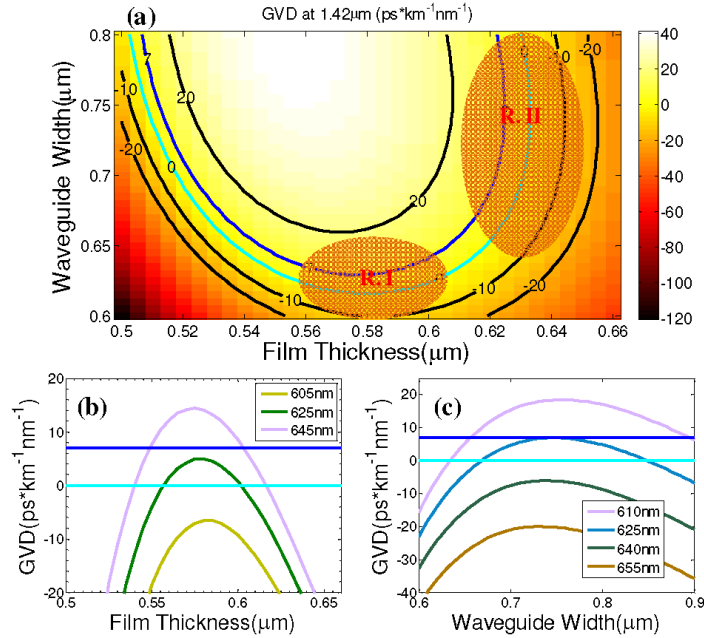 GVD at 1.42μm (ps*km⁻¹nm⁻¹)
(a)
Waveguide Width(μm)
0.8
0.75
0.7
0.65
0.6
-20
-10
0
7
20
20
-10
-10
-20
0
-0
-20
R. I
R. II
40
20
0
-20
-40
-60
-80
-100
-120
0.5 0.52 0.54 0.56 0.58 0.6 0.62 0.64 0.66
Film Thickness(μm)
(b)
GVD(ps*km⁻¹nm⁻¹)
20
10
0
-10
-20
605nm
625nm
645nm
0.5 0.55 0.6 0.65
Film Thickness(μm)
(c)
GVD(ps*km⁻¹nm⁻¹)
20
10
0
-10
-20
-30
-40
610nm
625nm
640nm
655nm
0.6 0.7 0.8 0.9
Waveguide Width(μm)